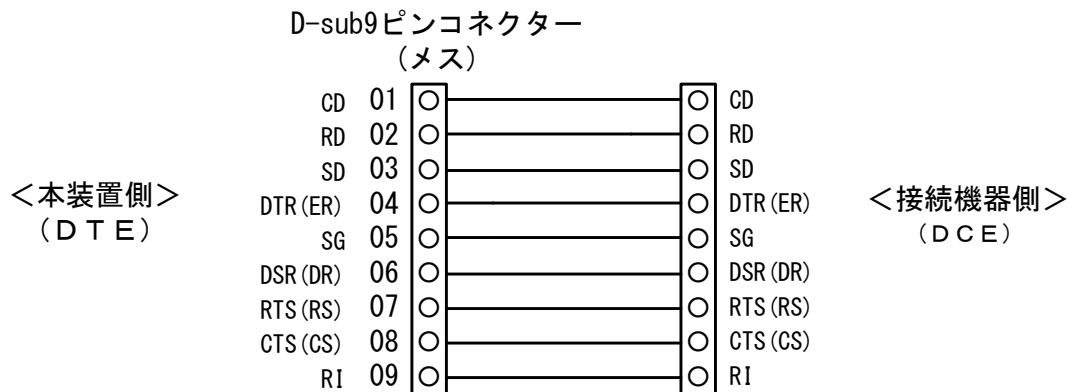 D-sub9ピンコネクター
(メス)
CD 01 CD
RD 02 RD
SD 03 SD
<本装置側> DTR(ER) 04 DTR(ER) <接続機器側>
(DTE) SG 05 SG (DCE)
DSR(DR) 06 DSR(DR)
RTS(RS) 07 RTS(RS)
CTS(CS) 08 CTS(CS)
RI 09 RI